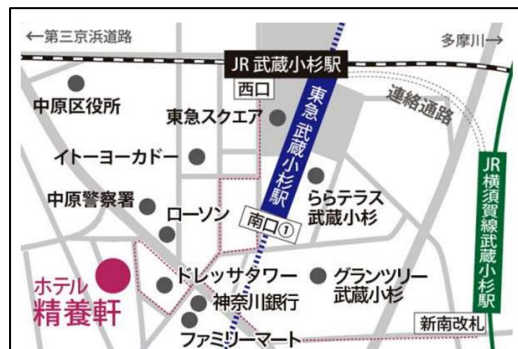 ←第三京浜道路
多摩川→
JR 武蔵小杉駅
西口
中原区役所
東急スクエア
連絡通路
東急 武蔵小杉駅
イトーヨーカドー
JR横須賀線武蔵小杉駅
ららテラス
武蔵小杉
中原警察署
ローソン
南口①
ホテル
精養軒
ドレッサタワー
グランツリー
武蔵小杉
神奈川銀行
新南改札
ファミリーマート